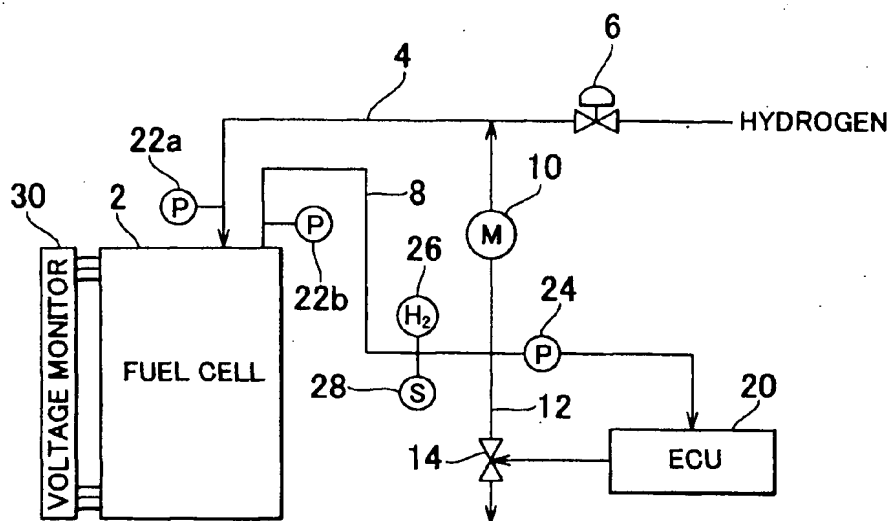 6
4
HYDROGEN
22a
10
30
2
P
8
P
M
26
22b
24
H₂
P
VOLTAGE MONITOR
FUEL CELL
28
S
12
20
14
ECU